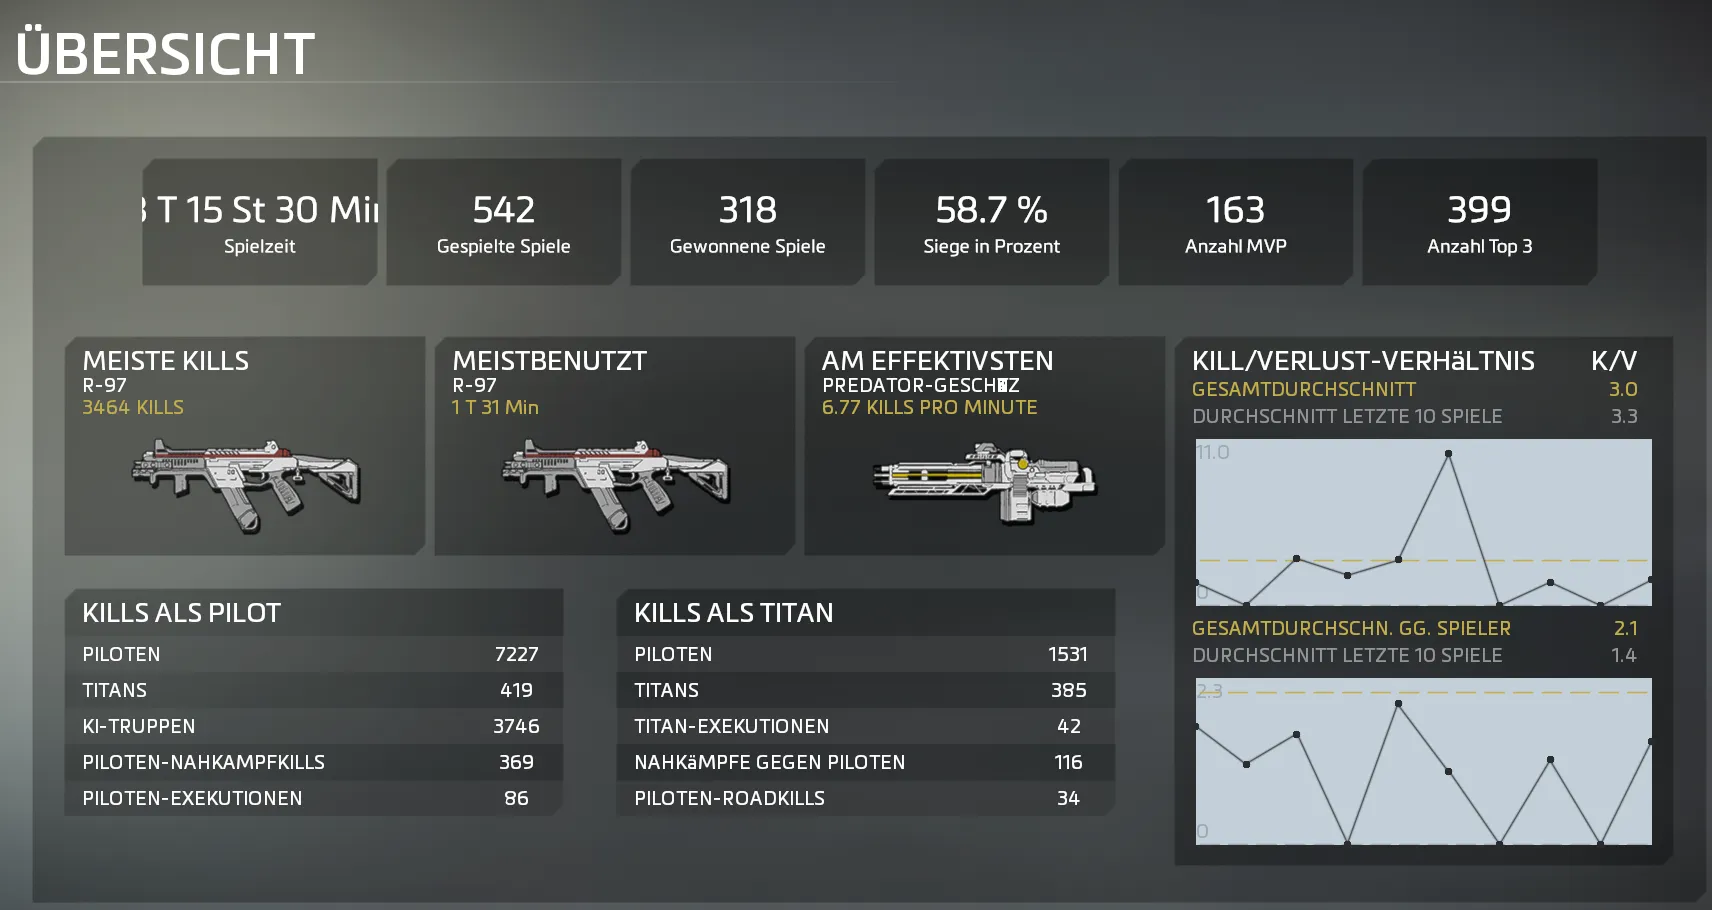 ÜBERSICHT
T 15 St 30 Min
Spielzeit
542
Gespielte Spiele
318
Gewonnene Spiele
58.7 %
Siege in Prozent
163
Anzahl MVP
399
Anzahl Top 3
MEISTE KILLS
R-97
3464 KILLS
MEISTBENUTZT
R-97
1 T 31 Min
AM EFFEKTIVSTEN
PREDATOR-GESCHÜTZ
6.77 KILLS PRO MINUTE
KILL/VERLUST-VERHäLTNIS K/V
GESAMTDURCHSCHNITT 3.0
DURCHSCHNITT LETZTE 10 SPIELE 3.3
11.0
0
GESAMTDURCHSCHN. GG. SPIELER 2.1
DURCHSCHNITT LETZTE 10 SPIELE 1.4
2.3
0
KILLS ALS PILOT
PILOTEN 7227
TITANS 419
KI-TRUPPEN 3746
PILOTEN-NAHKAMPFKILLS 369
PILOTEN-EXEKUTIONEN 86
KILLS ALS TITAN
PILOTEN 1531
TITANS 385
TITAN-EXEKUTIONEN 42
NAHKäMPFE GEGEN PILOTEN 116
PILOTEN-ROADKILLS 34